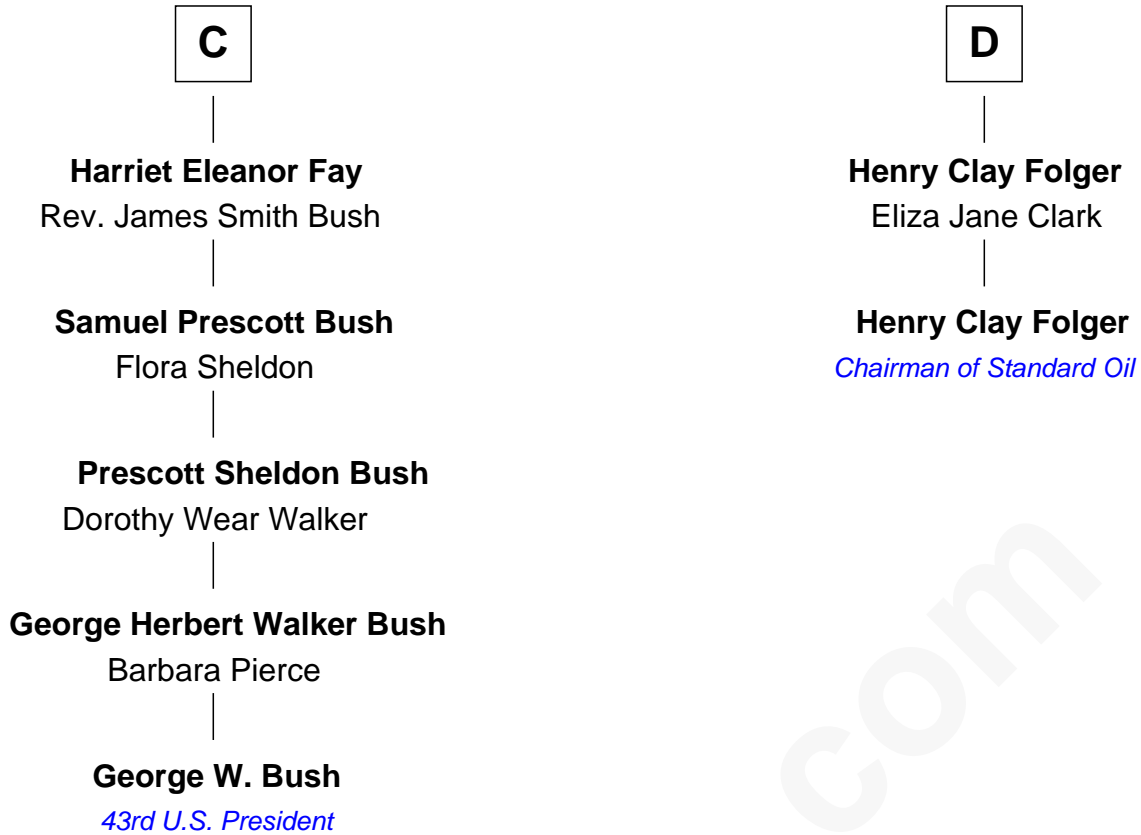 C
Harriet Eleanor Fay
Rev. James Smith Bush
Samuel Prescott Bush
Flora Sheldon
Prescott Sheldon Bush
Dorothy Wear Walker
George Herbert Walker Bush
Barbara Pierce
George W. Bush
43rd U.S. President
D
Henry Clay Folger
Eliza Jane Clark
Henry Clay Folger
Chairman of Standard Oil
com